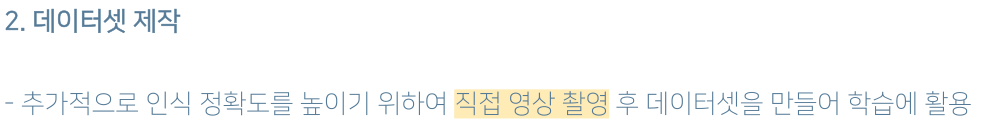 2. 데이터셋 제작
- 추가적으로 인식 정확도를 높이기 위하여 직접 영상 촬영 후 데이터셋을 만들어 학습에 활용